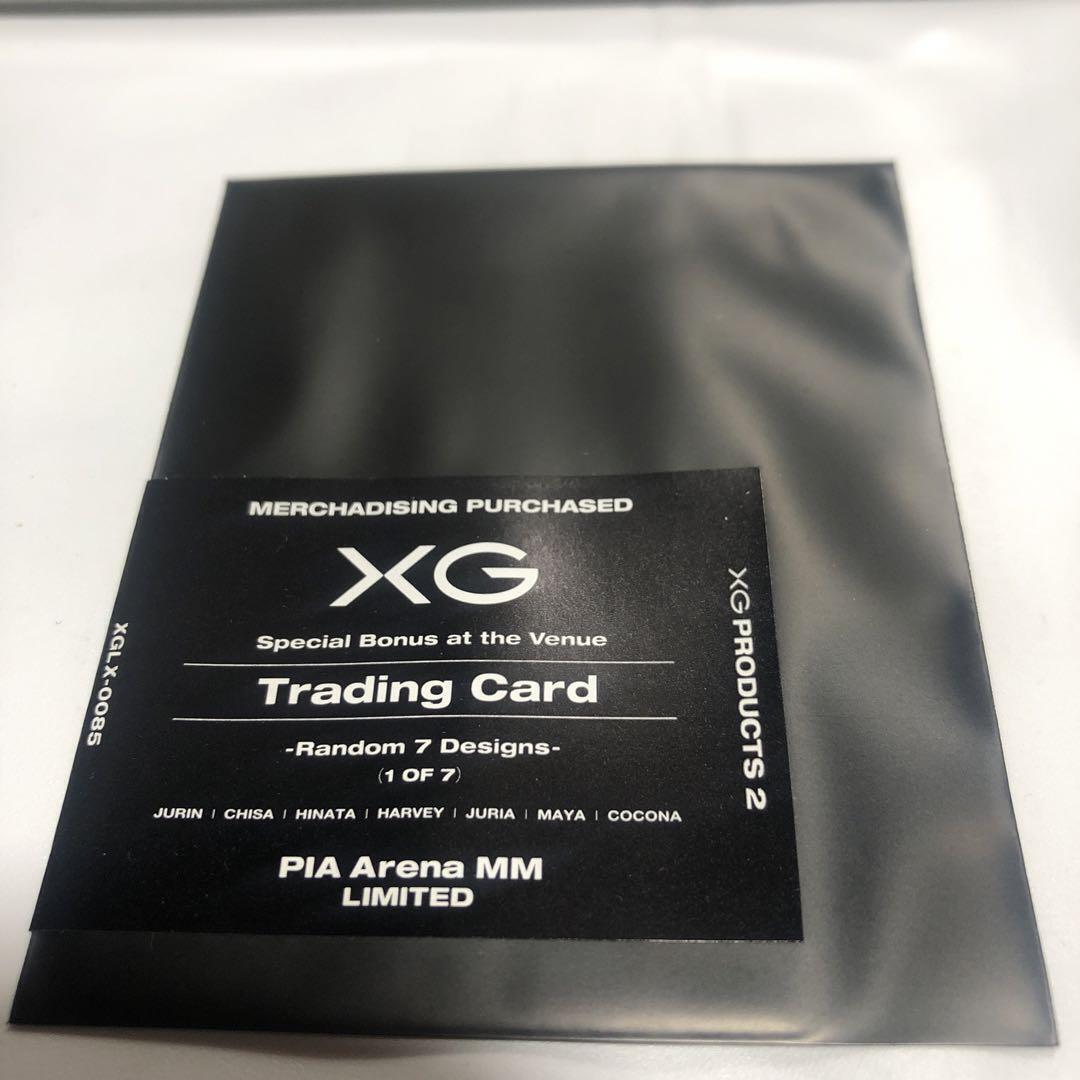 MERCHADISING PURCHASED
XG
Special Bonus at the Venue
Trading Card
-Random 7 Designs-
(1 OF 7)
JURIN | CHISA | HINATA | HARVEY | JURIA | MAYA | COCONA
PIA Arena MM
LIMITED
XGLX-0085
XG PRODUCTS 2